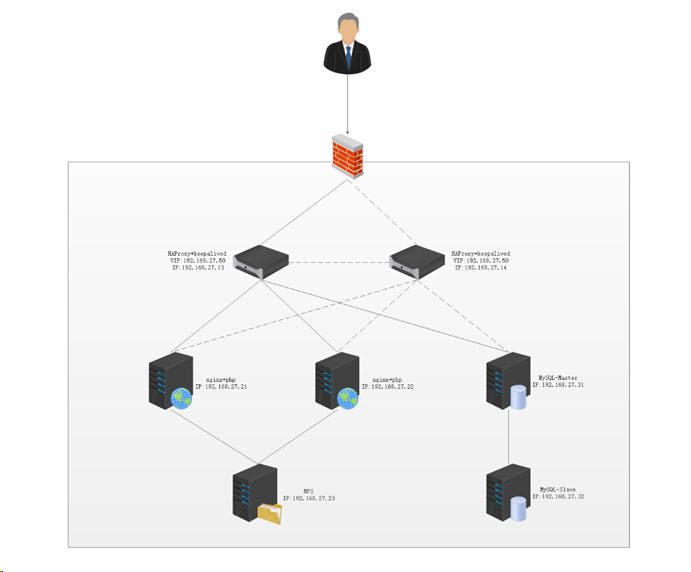 HAProxy+keepalived
VIP:192.168.27.50
IP:192.168.27.13
HAProxy+keepalived
VIP:192.168.27.50
IP:192.168.27.14
nginx+php
IP:192.168.27.21
nginx+php
IP:192.168.27.22
MySQL-Master
IP:192.168.27.31
NFS
IP:192.168.27.23
MySQL-Slave
IP:192.168.27.32